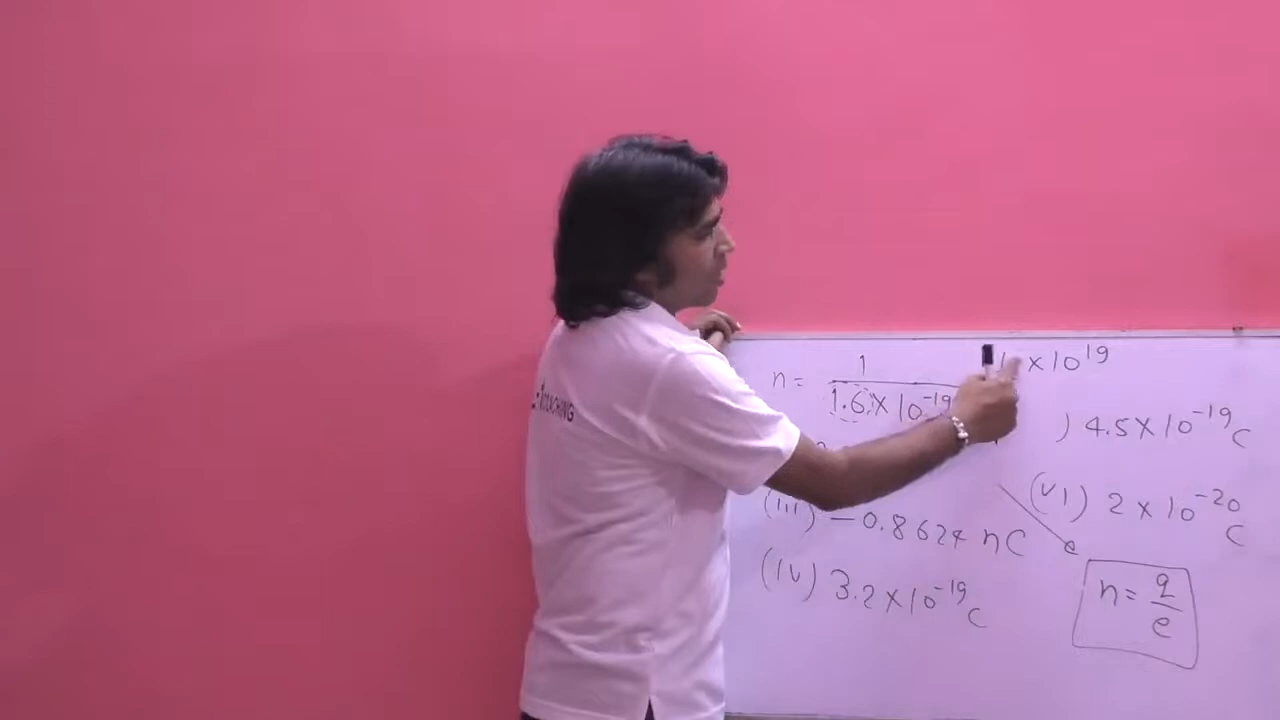 n = 1 / 1.6 × 10^-19 × 10^19
) 4.5 × 10^-19 C
(VI) 2 × 10^-20 C
(III) -0.8624 nC
(IV) 3.2 × 10^-19 C
n = q / e